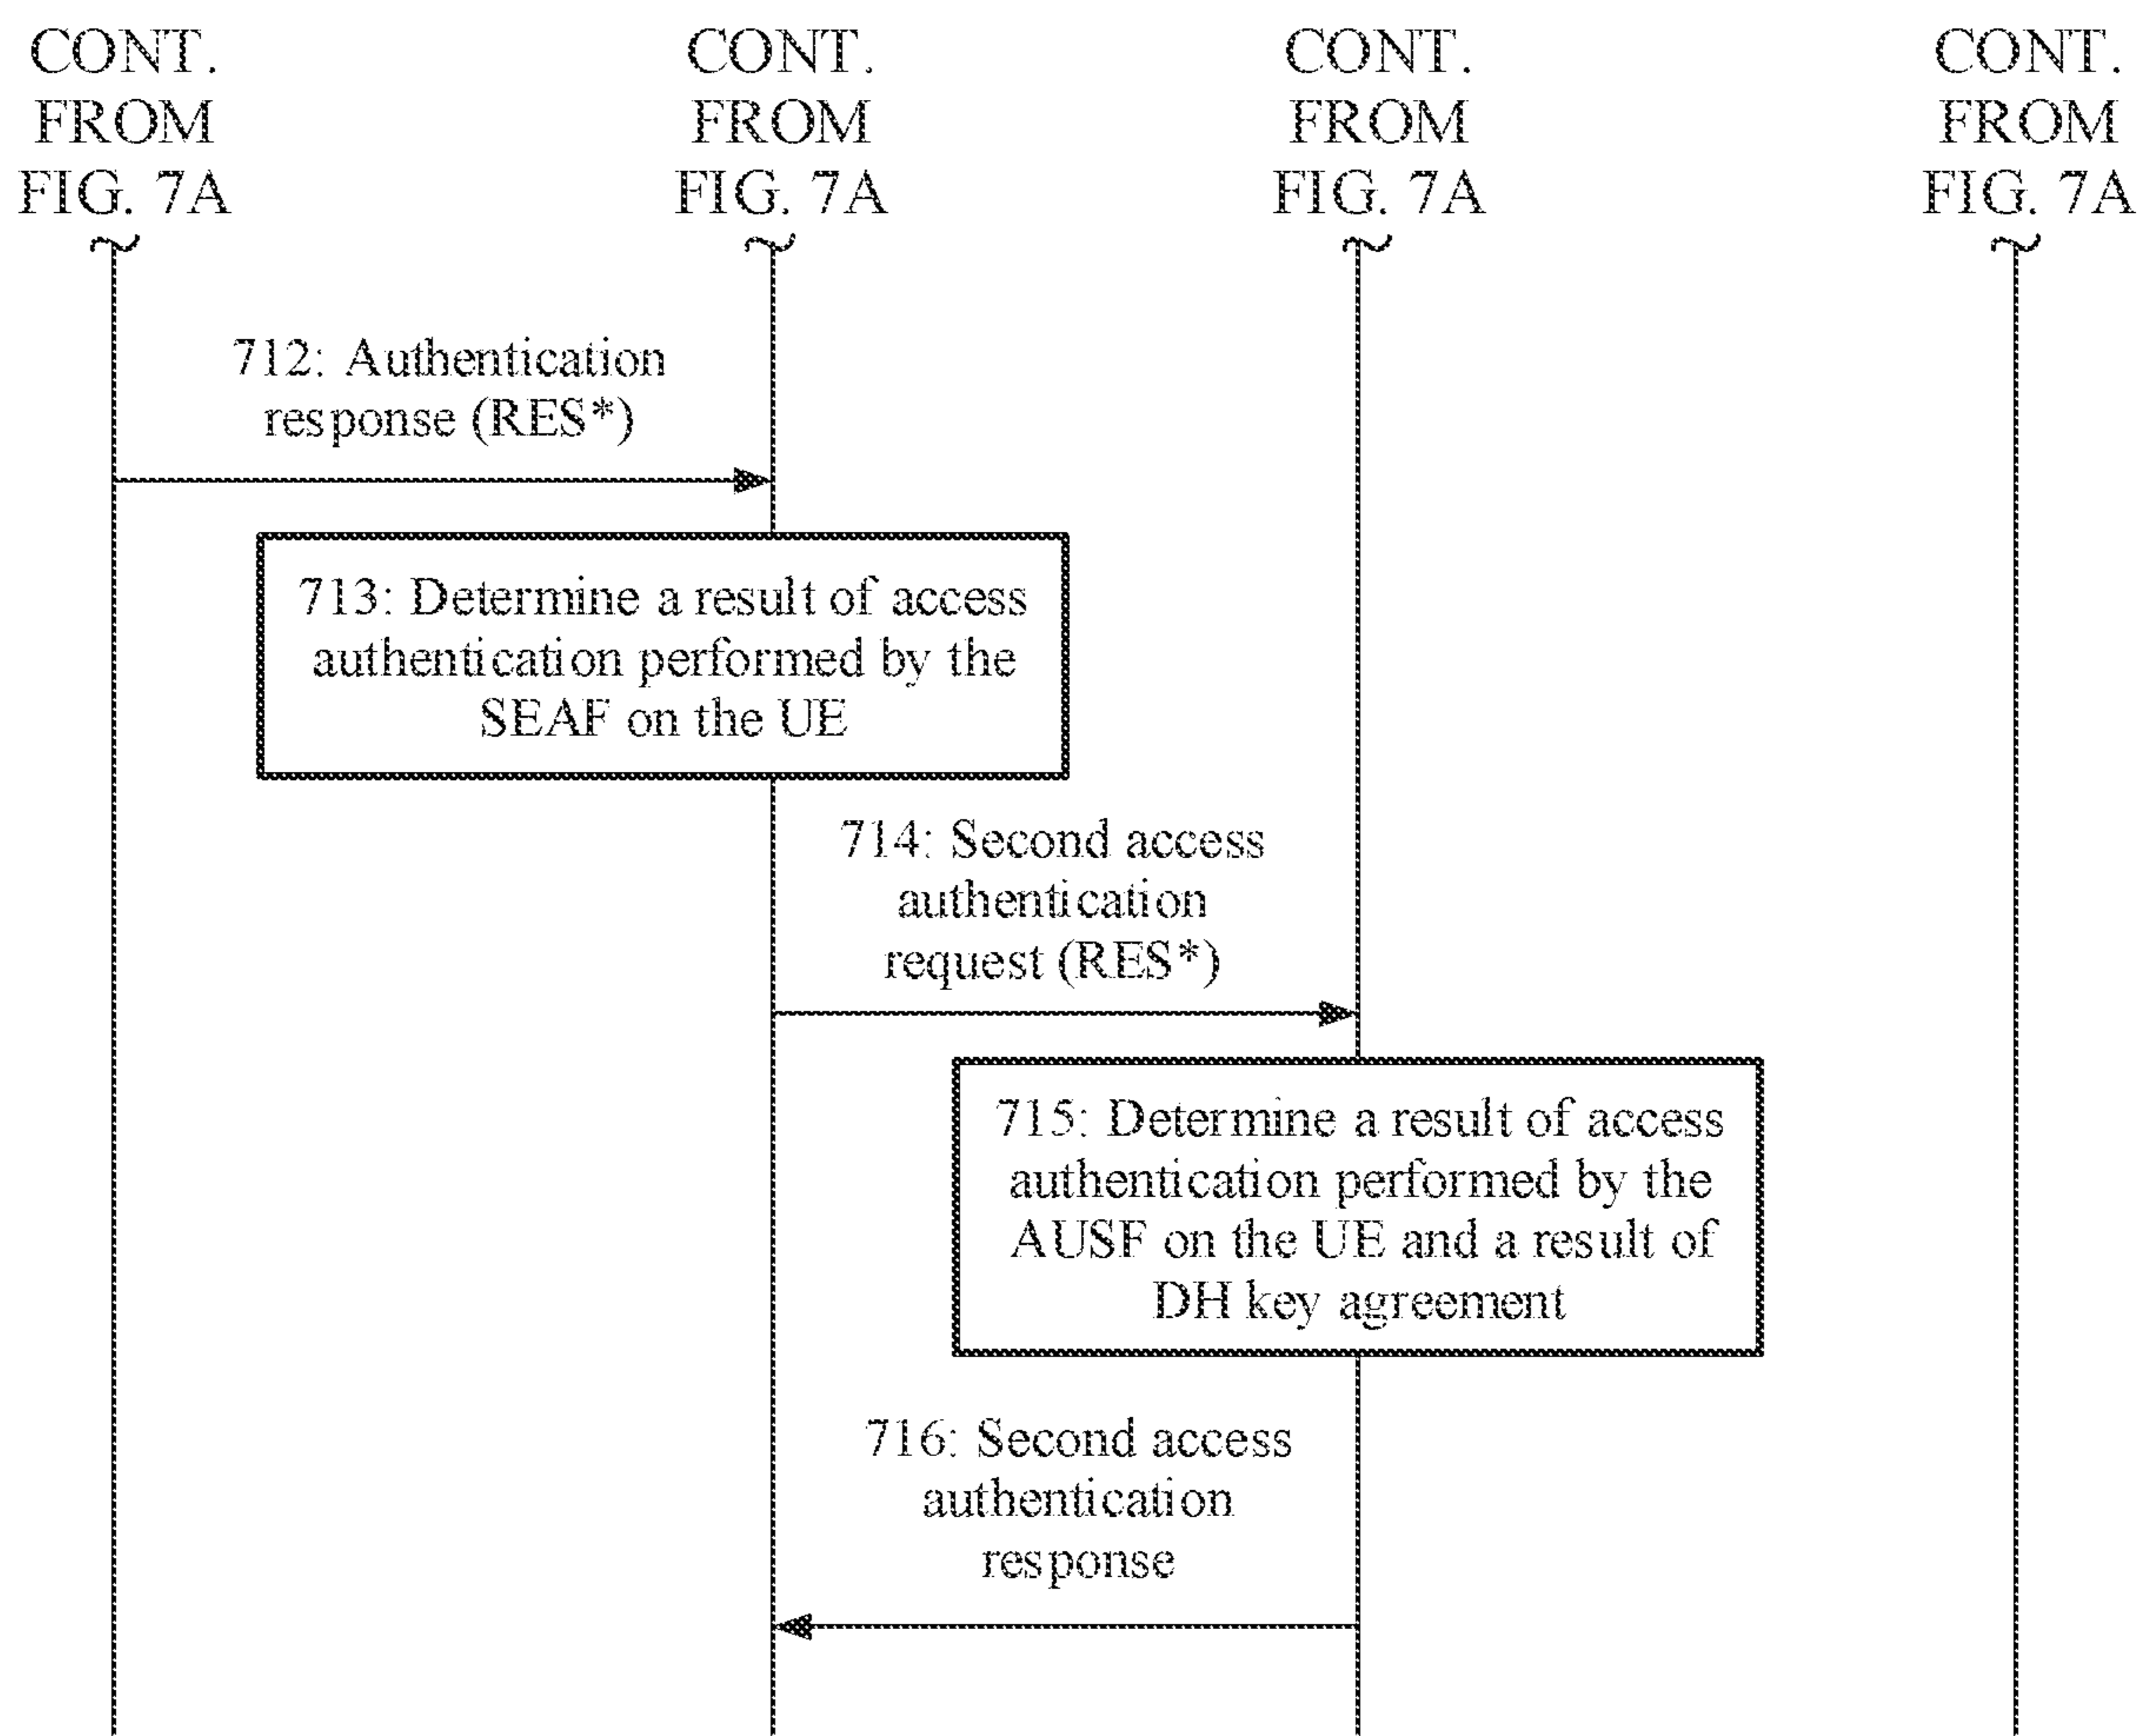 CONT.
FROM
FIG. 7A
CONT.
FROM
FIG. 7A
CONT.
FROM
FIG. 7A
CONT.
FROM
FIG. 7A
712: Authentication
response (RES*)
713: Determine a result of access
authentication performed by the
SEAF on the UE
714: Second access
authentication
request (RES*)
715: Determine a result of access
authentication performed by the
AUSF on the UE and a result of
DH key agreement
716: Second access
authentication
response